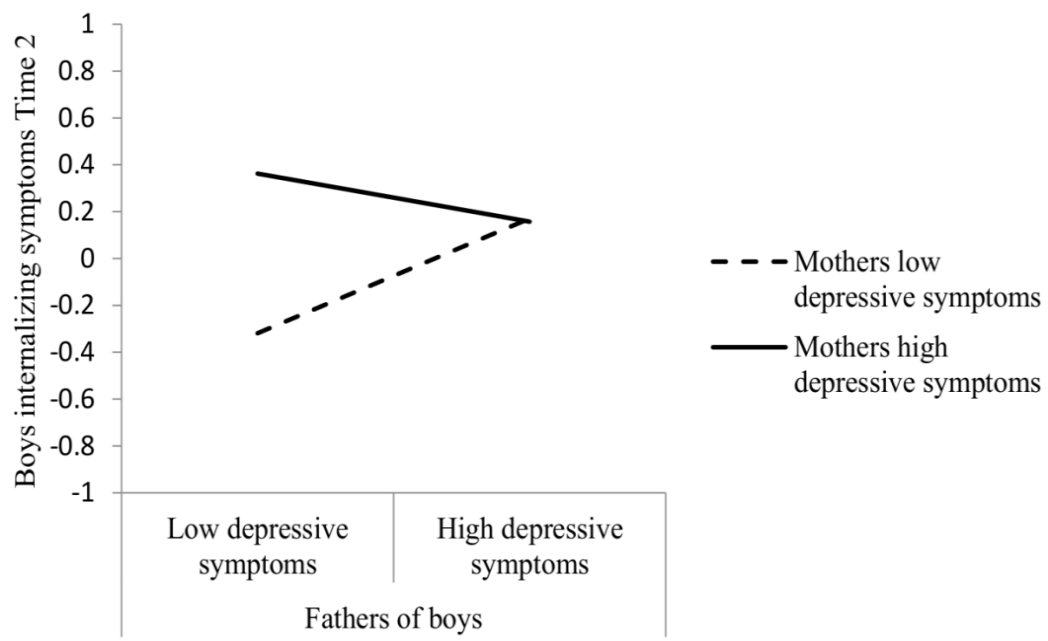 Boys internalizing symptoms Time 2
1
0.8
0.6
0.4
0.2
0
-0.2
-0.4
-0.6
-0.8
-1
Low depressive
symptoms
High depressive
symptoms
Fathers of boys
Mothers low
depressive symptoms
Mothers high
depressive symptoms